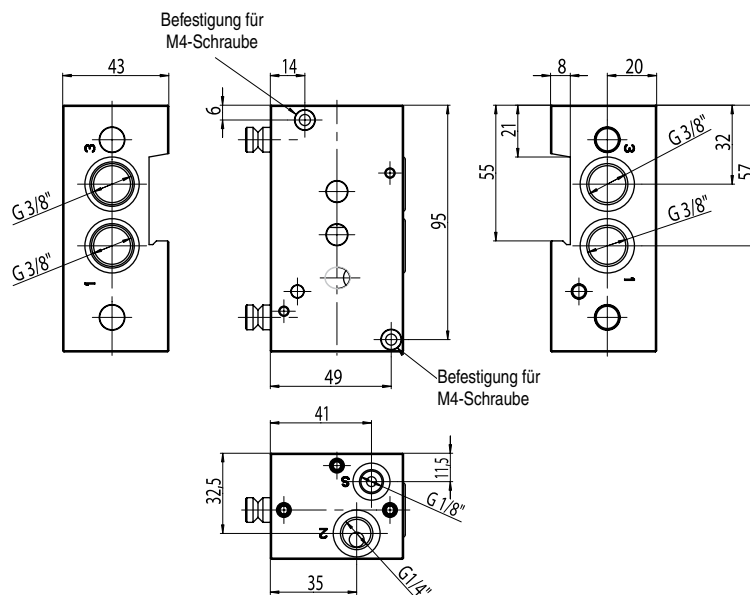 Befestigung für
M4-Schraube
43
14
8
20
6
3
3
21
32
55
57
G 3/8"
G 3/8"
G 3/8"
G 3/8"
95
1
1
49
Befestigung für
M4-Schraube
41
11,5
32,5
S
G 1/8"
2
35
G1/4"